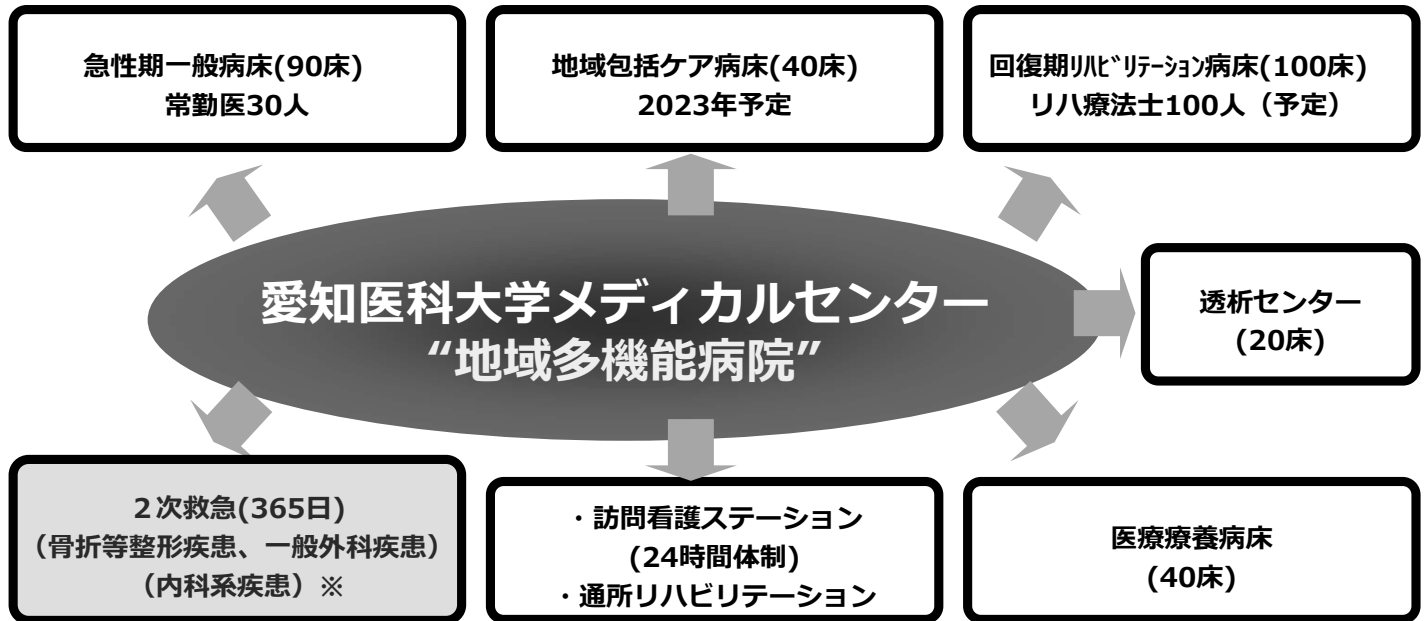 急性期一般病床(90床)
常勤医30人
地域包括ケア病床(40床)
2023年予定
回復期ﾘﾊﾋﾞﾘﾃｰｼｮﾝ病床(100床)
リハ療法士100人（予定）
愛知医科大学メディカルセンター
“地域多機能病院”
透析センター
(20床)
２次救急(365日)
（骨折等整形疾患、一般外科疾患）
（内科系疾患）※
・訪問看護ステーション
(24時間体制)
・通所リハビリテーション
医療療養病床
(40床)